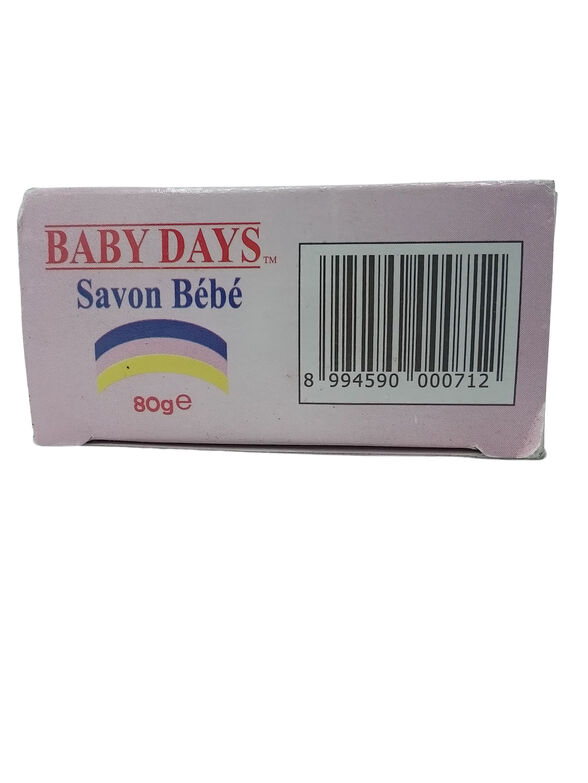 BABY DAYS™
Savon Bébé
80g℮
8 994590 000712